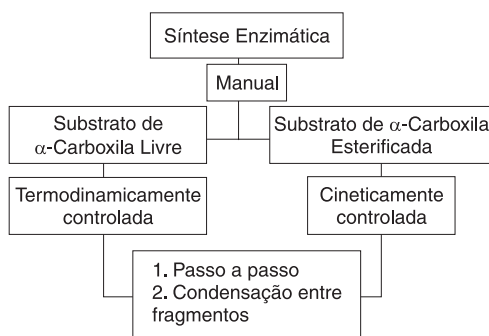 Síntese Enzimática
Manual
Substrato de
α-Carboxila Livre
Substrato de α-Carboxila
Esterificada
Termodinamicamente
controlada
Cineticamente
controlada
1. Passo a passo
2. Condensação entre
fragmentos